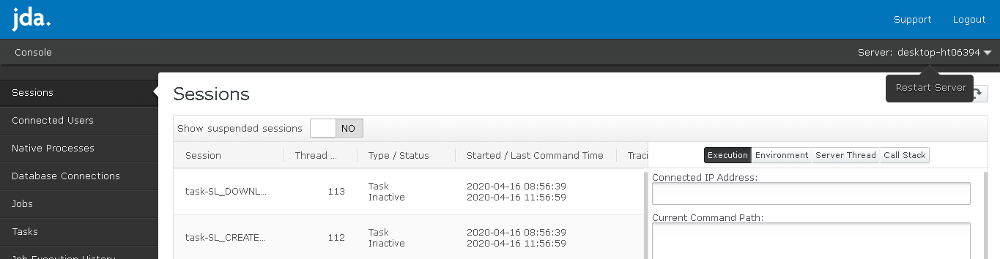 jda.
Support
Logout
Console
Server: desktop-ht06394
Restart Server
Sessions
Connected Users
Native Processes
Database Connections
Jobs
Tasks
Job Execution History
Sessions
Show suspended sessions
NO
Session
Thread ...
Type / Status
Started / Last Command Time
Traci
task-SL_DOWNL...
113
Task
Inactive
2020-04-16 08:56:39
2020-04-16 11:56:59
task-SL_CREATE...
112
Task
Inactive
2020-04-16 08:56:39
2020-04-16 11:56:59
Execution
Environment
Server Thread
Call Stack
Connected IP Address:
Current Command Path: